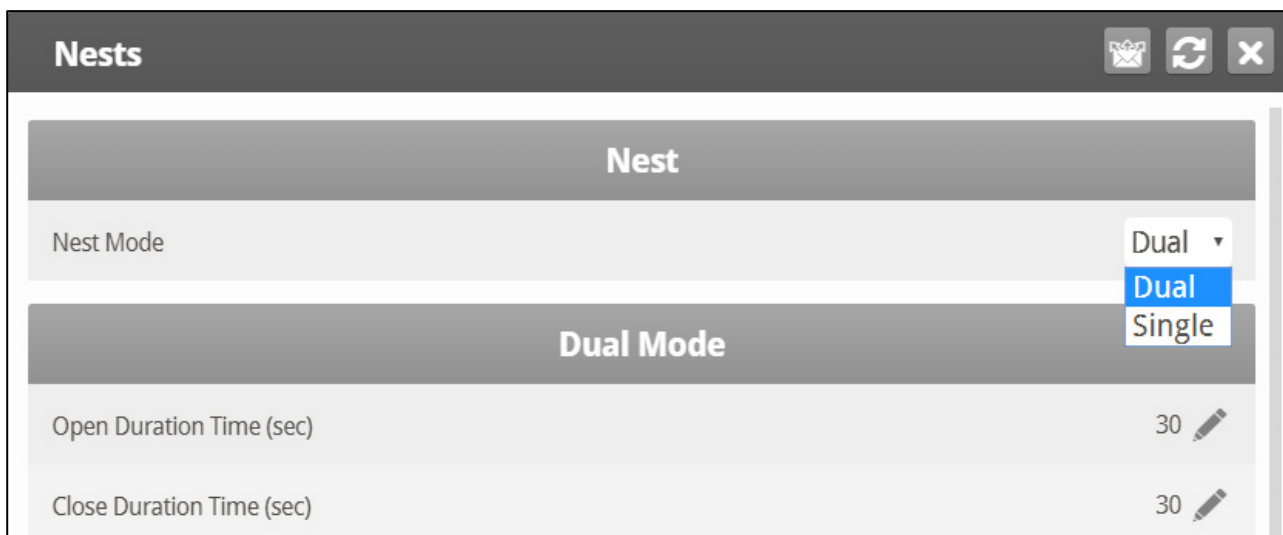 Nests
Nest
Nest Mode
Dual
Dual
Single
Dual Mode
Open Duration Time (sec)
30
Close Duration Time (sec)
30